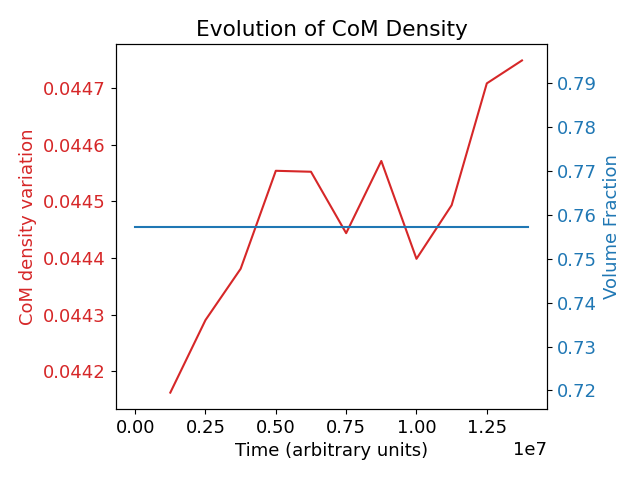 Evolution of CoM Density
CoM density variation
0.0447
0.0446
0.0445
0.0444
0.0443
0.0442
0.79
0.78
0.77
0.76
0.75
0.74
0.73
0.72
Volume Fraction
0.00 0.25 0.50 0.75 1.00 1.25
1e7
Time (arbitrary units)